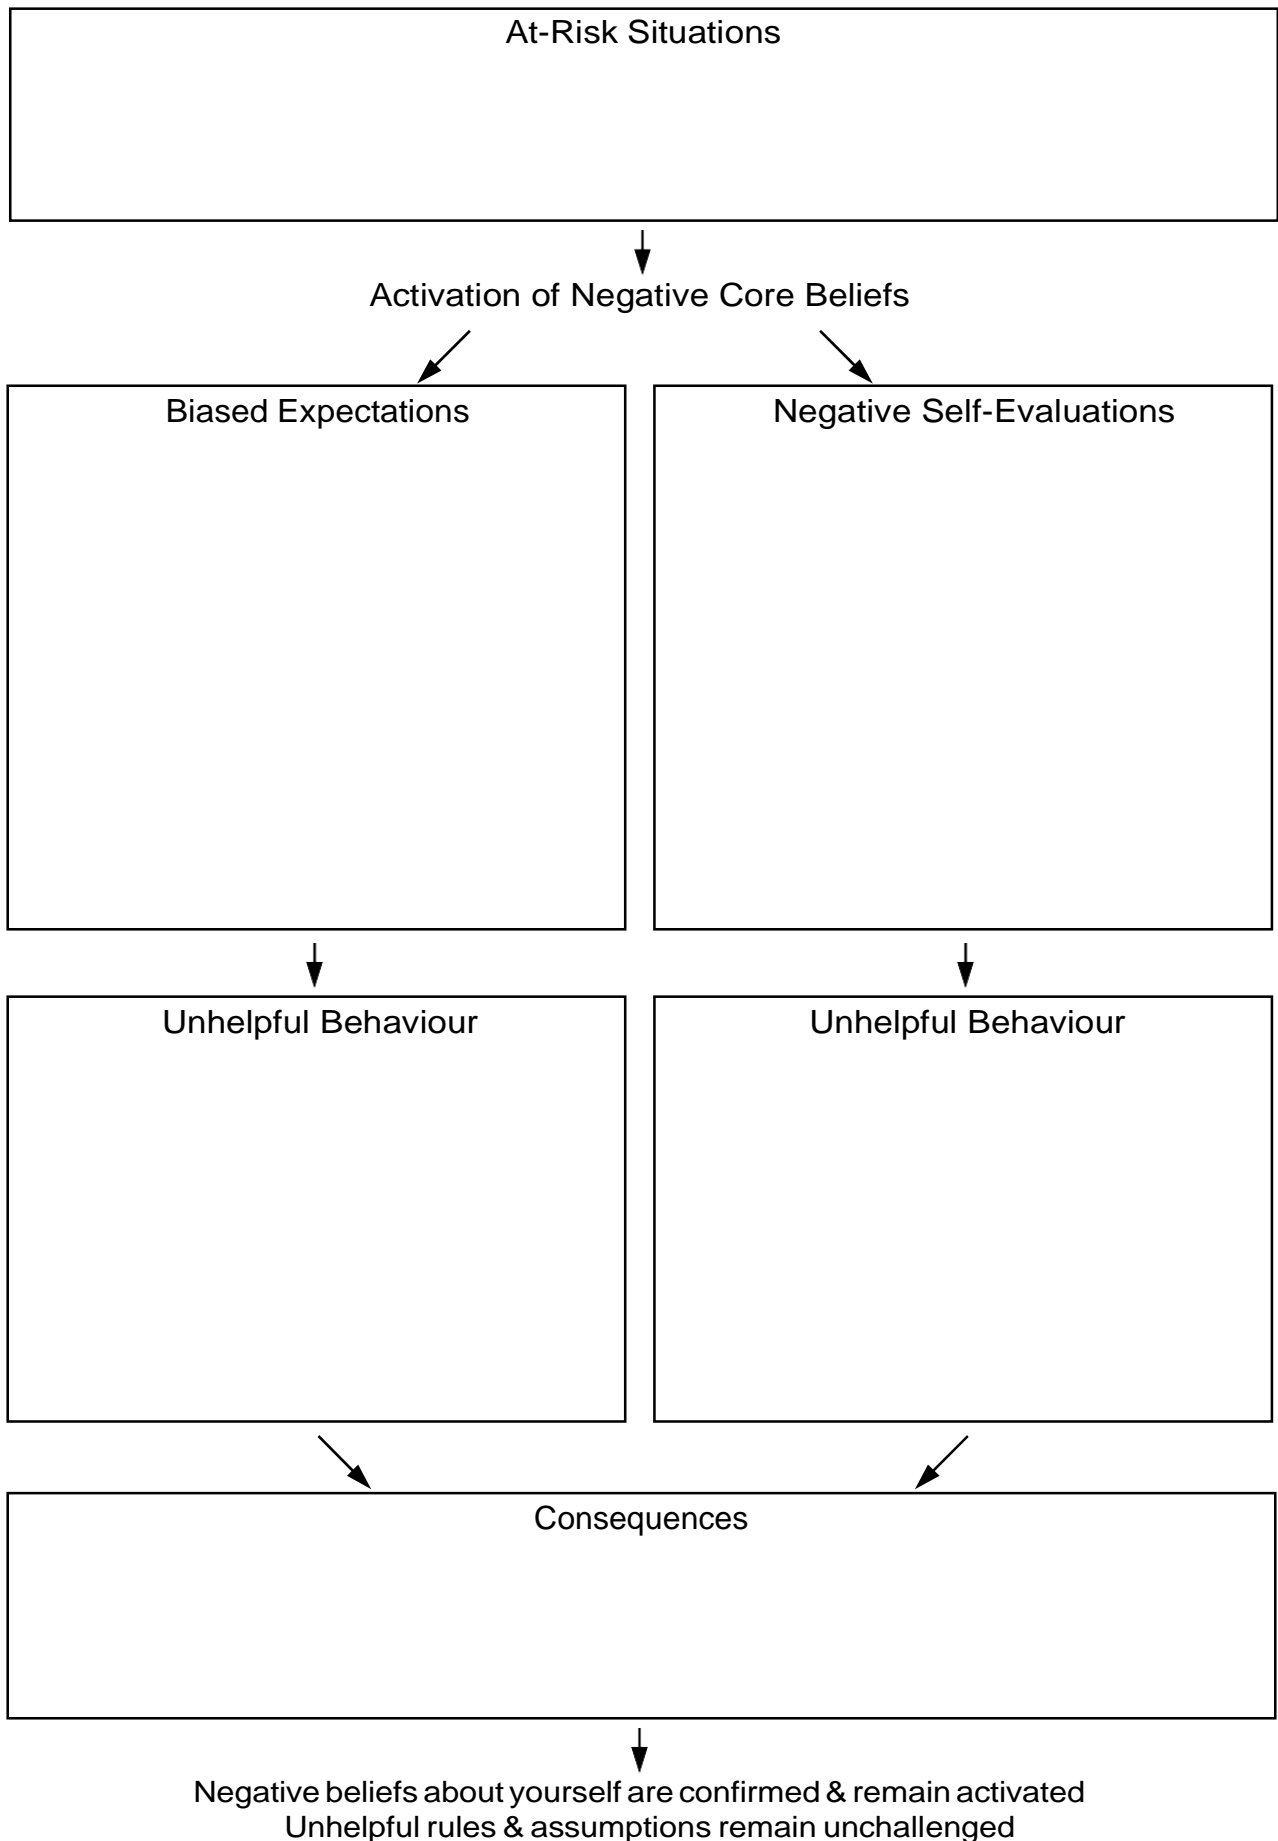 At-Risk Situations
Activation of Negative Core Beliefs
Biased Expectations
Negative Self-Evaluations
Unhelpful Behaviour
Unhelpful Behaviour
Consequences
Negative beliefs about yourself are confirmed & remain activated
Unhelpful rules & assumptions remain unchallenged